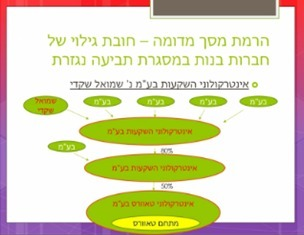 הרמת מסך מדומה – חובת גילוי של
חברות בנות במסגרת תביעה נגזרת
אינטרקולוני השקעות בע"מ נ' שמואל שקדי
שמואל
שקדי
בע"מ
בע"מ
בע"מ
בע"מ
אינטרקולוני השקעות בע"מ
בע"מ
80%
אינטרקולוני השקעות בע"מ
50%
אינטרקולוני טאוורס בע"מ
מתחם טאוורס